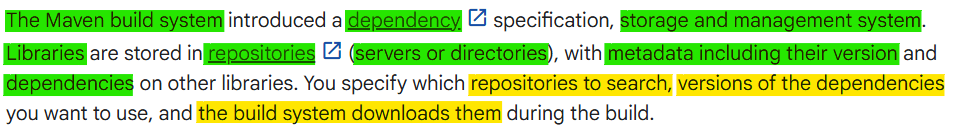 The Maven build system introduced a dependency specification, storage and management system.
Libraries are stored in repositories (servers or directories), with metadata including their version and
dependencies on other libraries. You specify which repositories to search, versions of the dependencies
you want to use, and the build system downloads them during the build.